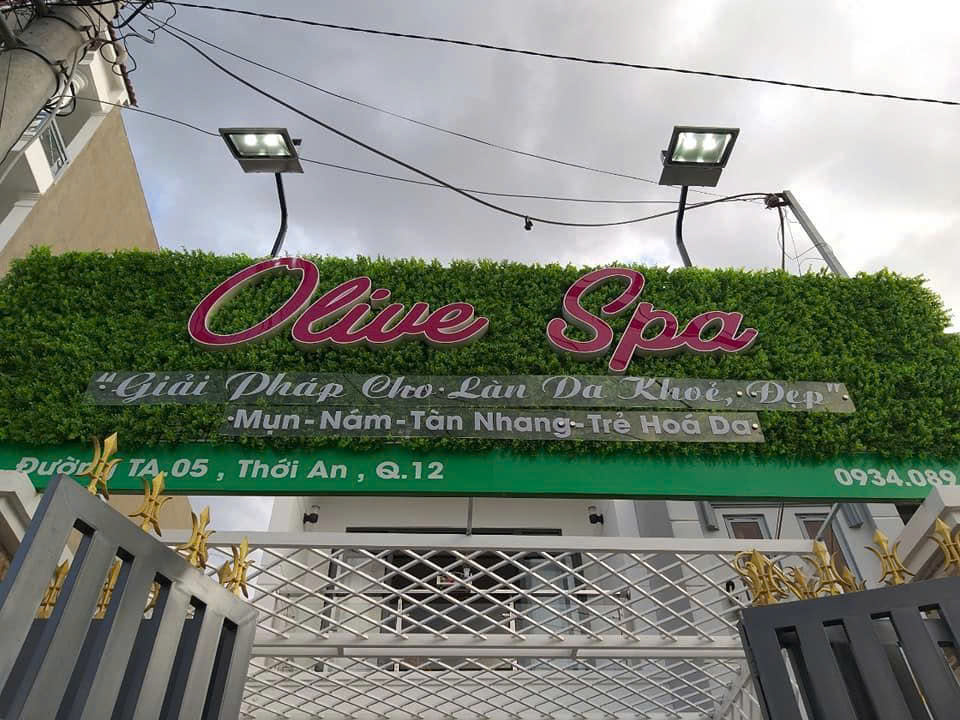 Olive Spa
"Giải Pháp Cho Làn Da Khoẻ, Đẹp"
Mụn - Nám - Tàn Nhang - Trẻ Hoá Da
Đường TA.05 , Thới An , Q.12 0934.089